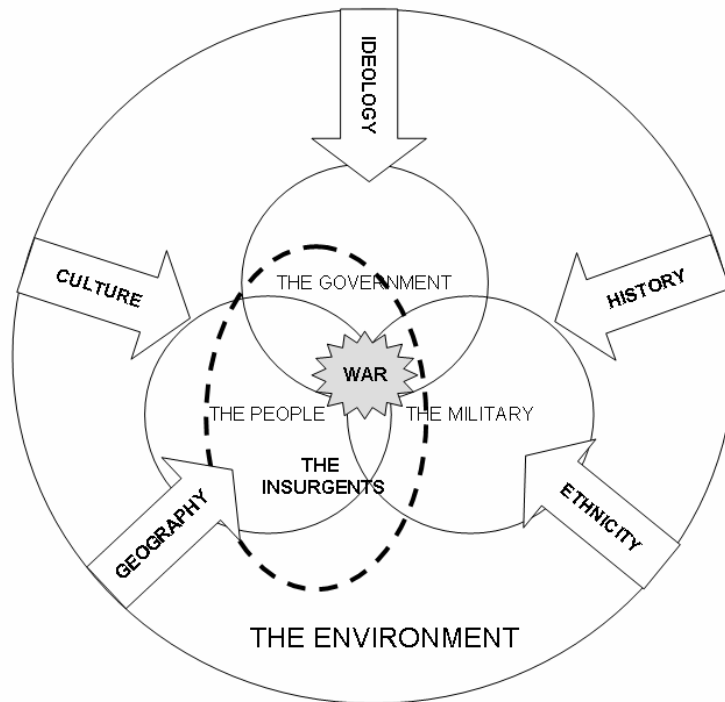 IDEOLOGY
CULTURE
HISTORY
THE GOVERNMENT
WAR
THE PEOPLE
THE MILITARY
THE
INSURGENTS
GEOGRAPHY
ETHNICITY
THE ENVIRONMENT